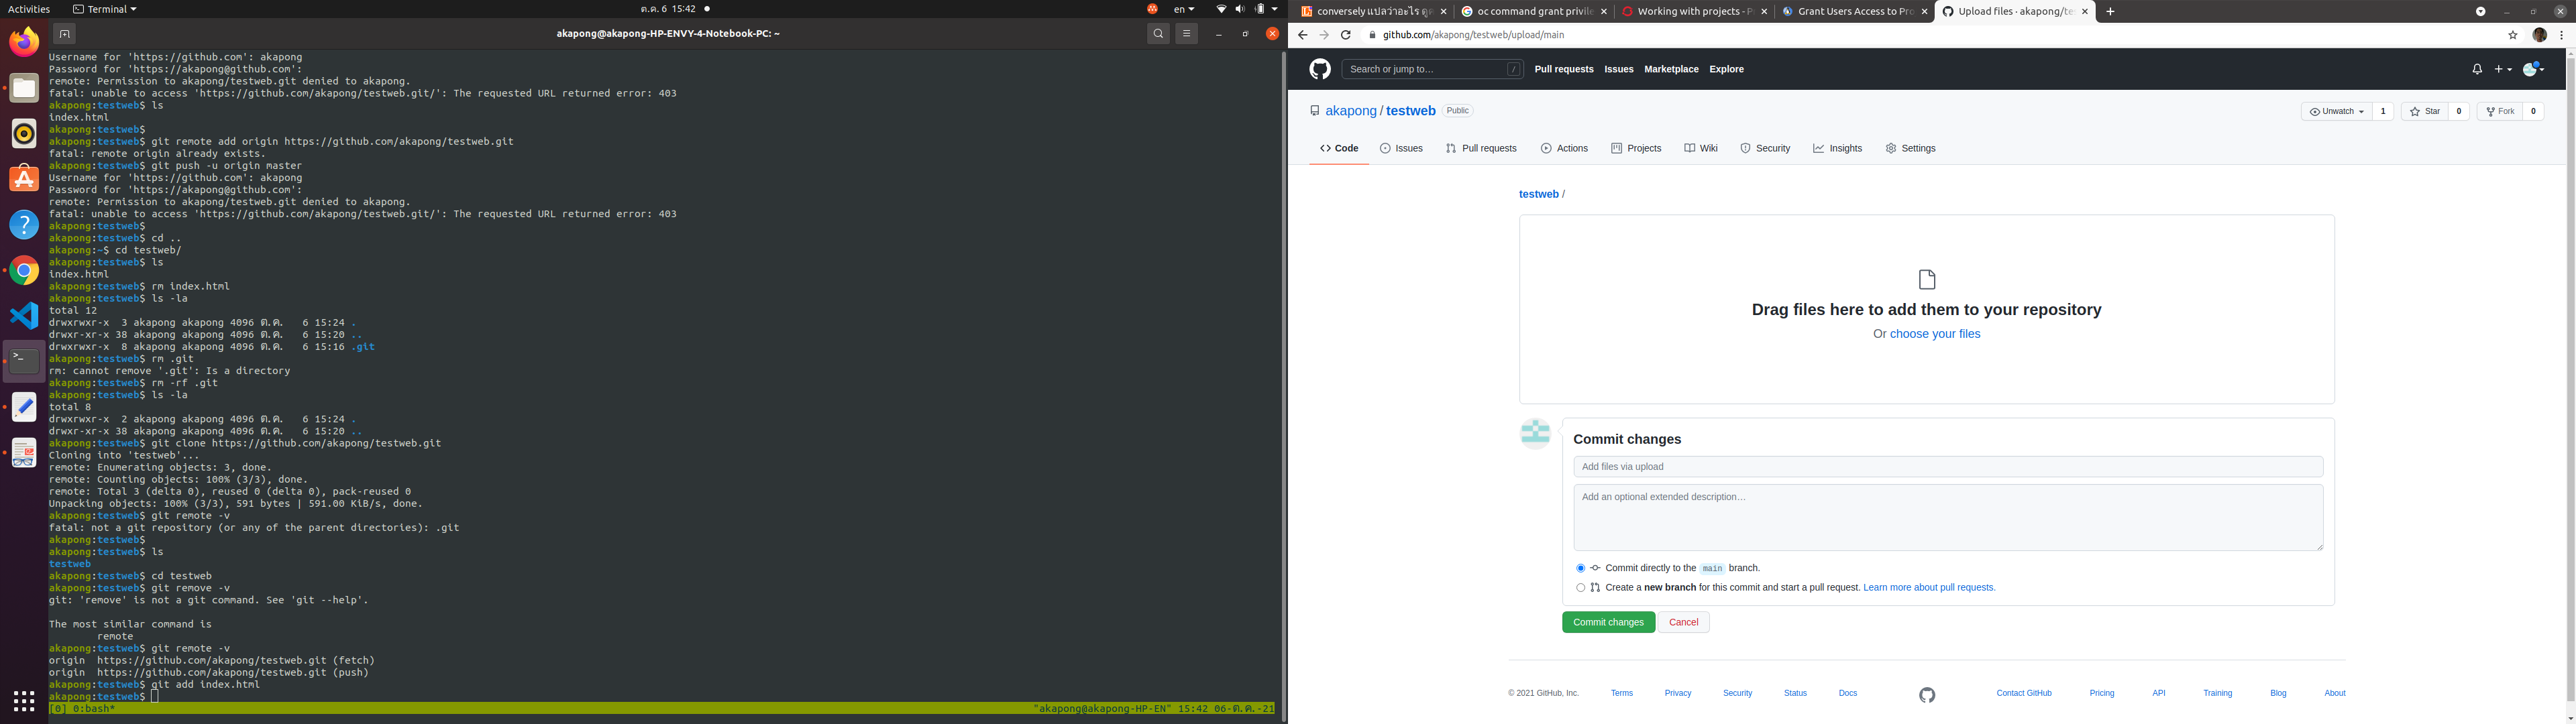 Activities
Terminal
ต.ค. 6 15:42
en
akapong@akapong-HP-ENVY-4-Notebook-PC: ~
Username for 'https://github.com': akapong
Password for 'https://akapong@github.com':
remote: Permission to akapong/testweb.git denied to akapong.
fatal: unable to access 'https://github.com/akapong/testweb.git/': The requested URL returned error: 403
akapong:testweb$ ls
index.html
akapong:testweb$
akapong:testweb$ git remote add origin https://github.com/akapong/testweb.git
fatal: remote origin already exists.
akapong:testweb$ git push -u origin master
Username for 'https://github.com': akapong
Password for 'https://akapong@github.com':
remote: Permission to akapong/testweb.git denied to akapong.
fatal: unable to access 'https://github.com/akapong/testweb.git/': The requested URL returned error: 403
akapong:testweb$
akapong:testweb$ cd ..
akapong:~$ cd testweb/
akapong:testweb$ ls
index.html
akapong:testweb$ rm index.html
akapong:testweb$ ls -la
total 12
drwxrwxr-x  3 akapong akapong 4096 ต.ค.   6 15:24 .
drwxr-xr-x 38 akapong akapong 4096 ต.ค.   6 15:20 ..
drwxrwxr-x  8 akapong akapong 4096 ต.ค.   6 15:16 .git
akapong:testweb$ rm .git
rm: cannot remove '.git': Is a directory
akapong:testweb$ rm -rf .git
akapong:testweb$ ls -la
total 8
drwxrwxr-x  2 akapong akapong 4096 ต.ค.   6 15:24 .
drwxr-xr-x 38 akapong akapong 4096 ต.ค.   6 15:20 ..
akapong:testweb$ git clone https://github.com/akapong/testweb.git
Cloning into 'testweb'...
remote: Enumerating objects: 3, done.
remote: Counting objects: 100% (3/3), done.
remote: Total 3 (delta 0), reused 0 (delta 0), pack-reused 0
Unpacking objects: 100% (3/3), 591 bytes | 591.00 KiB/s, done.
akapong:testweb$ git remote -v
fatal: not a git repository (or any of the parent directories): .git
akapong:testweb$
akapong:testweb$ ls
testweb
akapong:testweb$ cd testweb
akapong:testweb$ git remove -v
git: 'remove' is not a git command. See 'git --help'.
The most similar command is
remote
akapong:testweb$ git remote -v
origin  https://github.com/akapong/testweb.git (fetch)
origin  https://github.com/akapong/testweb.git (push)
akapong:testweb$ git add index.html
akapong:testweb$
[0] 0:bash*
"akapong@akapong-HP-EN" 15:42 06-ต.ค.-21
conversely แปลว่าอะไร ดูค
oc command grant privile
Working with projects - P
Grant Users Access to Pro
Upload files · akapong/te
github.com/akapong/testweb/upload/main
Search or jump to…
/
Pull requests
Issues
Marketplace
Explore
akapong / testweb
Public
Unwatch
1
Star
0
Fork
0
Code
Issues
Pull requests
Actions
Projects
Wiki
Security
Insights
Settings
testweb /
Drag files here to add them to your repository
Or choose your files
Commit changes
Add files via upload
Add an optional extended description…
Commit directly to the main branch.
Create a new branch for this commit and start a pull request. Learn more about pull requests.
Commit changes
Cancel
© 2021 GitHub, Inc.
Terms
Privacy
Security
Status
Docs
Contact GitHub
Pricing
API
Training
Blog
About